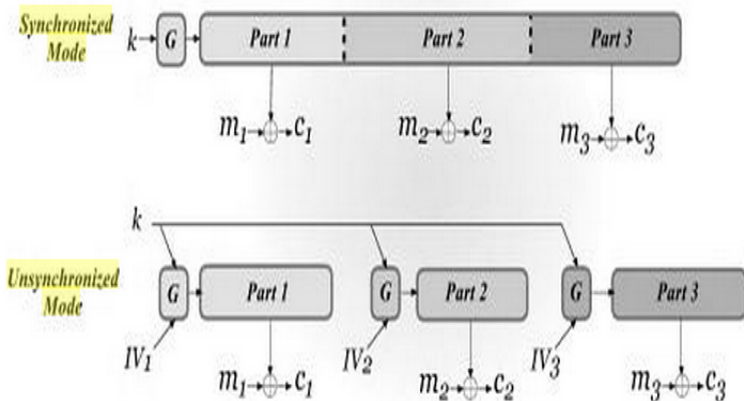 Synchronized
Mode
k G Part 1 Part 2 Part 3
m1 c1 m2 c2 m3 c3
k
Unsynchronized
Mode
G Part 1 G Part 2 G Part 3
IV1 IV2 IV3
m1 c1 m2 c2 m3 c3